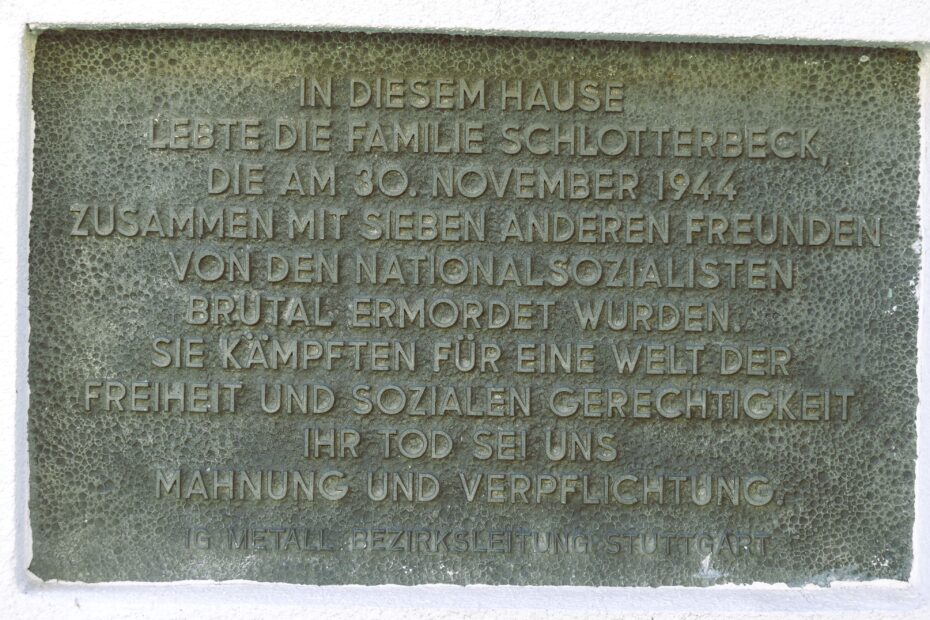 IN DIESEM HAUSE
LEBTE DIE FAMILIE SCHLOTTERBECK,
DIE AM 30. NOVEMBER 1944
ZUSAMMEN MIT SIEBEN ANDEREN FREUNDEN
VON DEN NATIONALSOZIALISTEN
BRUTAL ERMORDET WURDEN.
SIE KÄMPFTEN FÜR EINE WELT DER
FREIHEIT UND SOZIALEN GERECHTIGKEIT
IHR TOD SEI UNS
MAHNUNG UND VERPFLICHTUNG.
IG METALL BEZIRKSLEITUNG STUTTGART